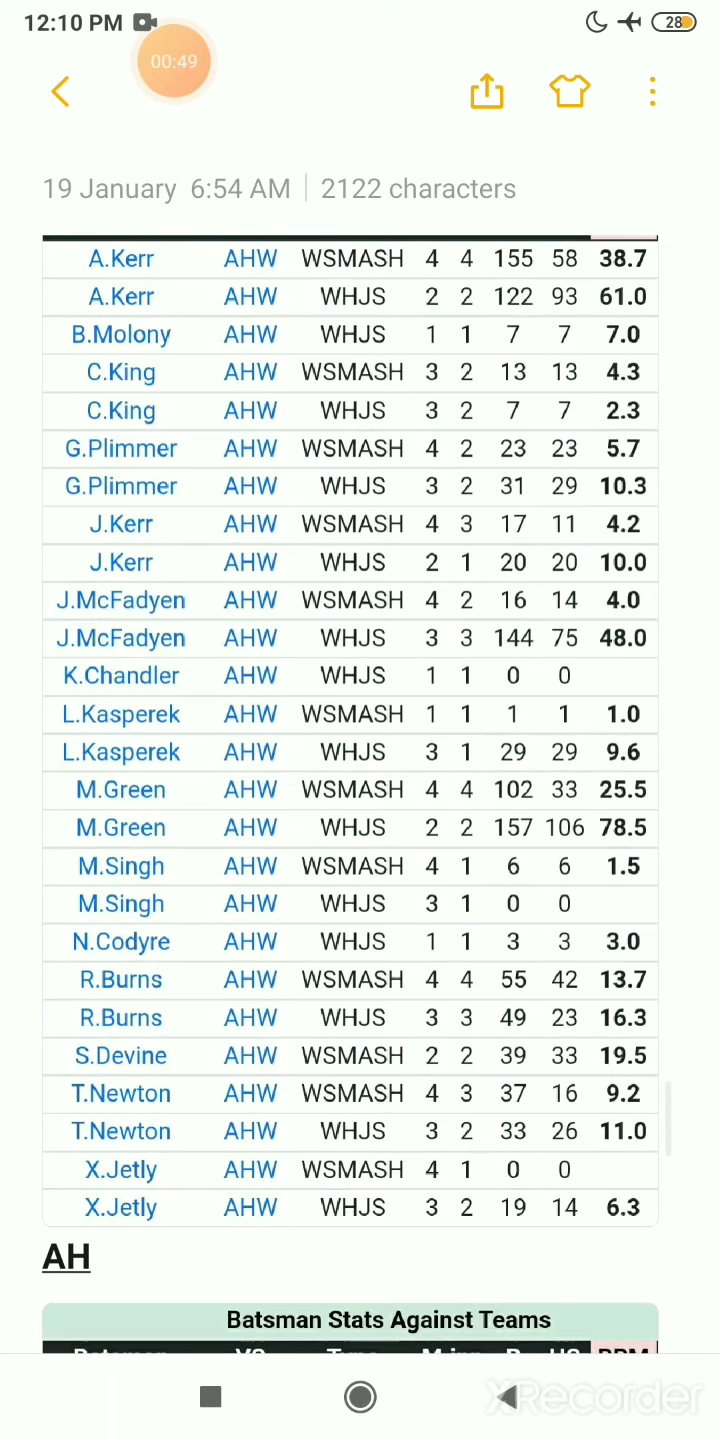 12:10 PM 28
00:49
19 January 6:54 AM 2122 characters
A.Kerr AHW WSMASH 4 4 155 58 38.7
A.Kerr AHW WHJS 2 2 122 93 61.0
B.Molony AHW WHJS 1 1 7 7 7.0
C.King AHW WSMASH 3 2 13 13 4.3
C.King AHW WHJS 3 2 7 7 2.3
G.Plimmer AHW WSMASH 4 2 23 23 5.7
G.Plimmer AHW WHJS 3 2 31 29 10.3
J.Kerr AHW WSMASH 4 3 17 11 4.2
J.Kerr AHW WHJS 2 1 20 20 10.0
J.McFadyen AHW WSMASH 4 2 16 14 4.0
J.McFadyen AHW WHJS 3 3 144 75 48.0
K.Chandler AHW WHJS 1 1 0 0
L.Kasperek AHW WSMASH 1 1 1 1 1.0
L.Kasperek AHW WHJS 3 1 29 29 9.6
M.Green AHW WSMASH 4 4 102 33 25.5
M.Green AHW WHJS 2 2 157 106 78.5
M.Singh AHW WSMASH 4 1 6 6 1.5
M.Singh AHW WHJS 3 1 0 0
N.Codyre AHW WHJS 1 1 3 3 3.0
R.Burns AHW WSMASH 4 4 55 42 13.7
R.Burns AHW WHJS 3 3 49 23 16.3
S.Devine AHW WSMASH 2 2 39 33 19.5
T.Newton AHW WSMASH 4 3 37 16 9.2
T.Newton AHW WHJS 3 2 33 26 11.0
X.Jetly AHW WSMASH 4 1 0 0
X.Jetly AHW WHJS 3 2 19 14 6.3
AH
Batsman Stats Against Teams
XRecorder